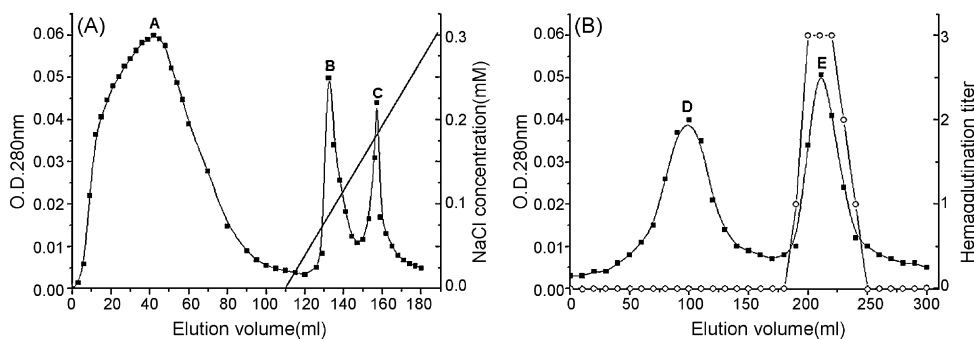 (A)
A
B
C
0.06
0.05
0.04
0.03
0.02
0.01
0.00
O.D.280nm
0.3
0.2
0.1
0.0
NaCl concentration(mM)
0 20 40 60 80 100 120 140 160 180
Elution volume(ml)
(B)
D
E
0.06
0.05
0.04
0.03
0.02
0.01
0.00
O.D.280nm
3
2
1
0
Hemagglutination titer
0 50 100 150 200 250 300
Elution volume(ml)